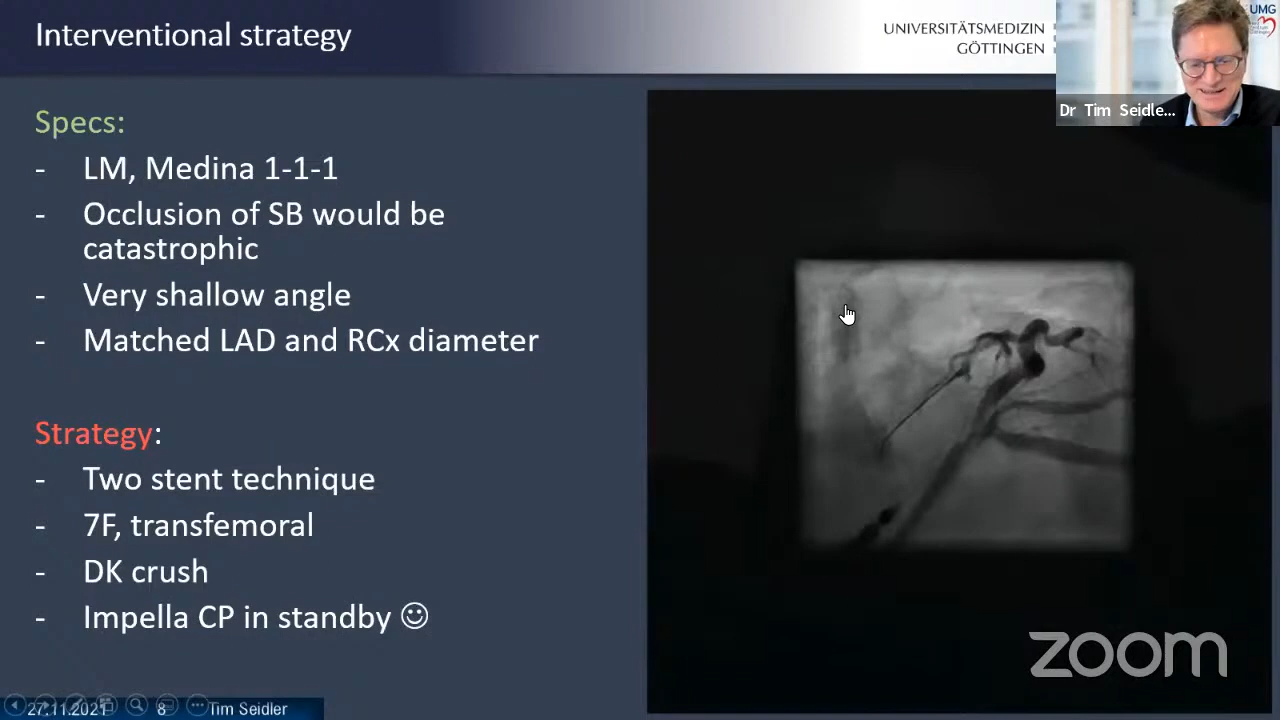 Interventional strategy
UNIVERSITÄTSMEDIZIN
GÖTTINGEN
UMG
Dr Tim Seidle...
Specs:
- LM, Medina 1-1-1
- Occlusion of SB would be
catastrophic
- Very shallow angle
- Matched LAD and RCx diameter
Strategy:
- Two stent technique
- 7F, transfemoral
- DK crush
- Impella CP in standby ☺
zoom
27.11.2021 8 Tim Seidler